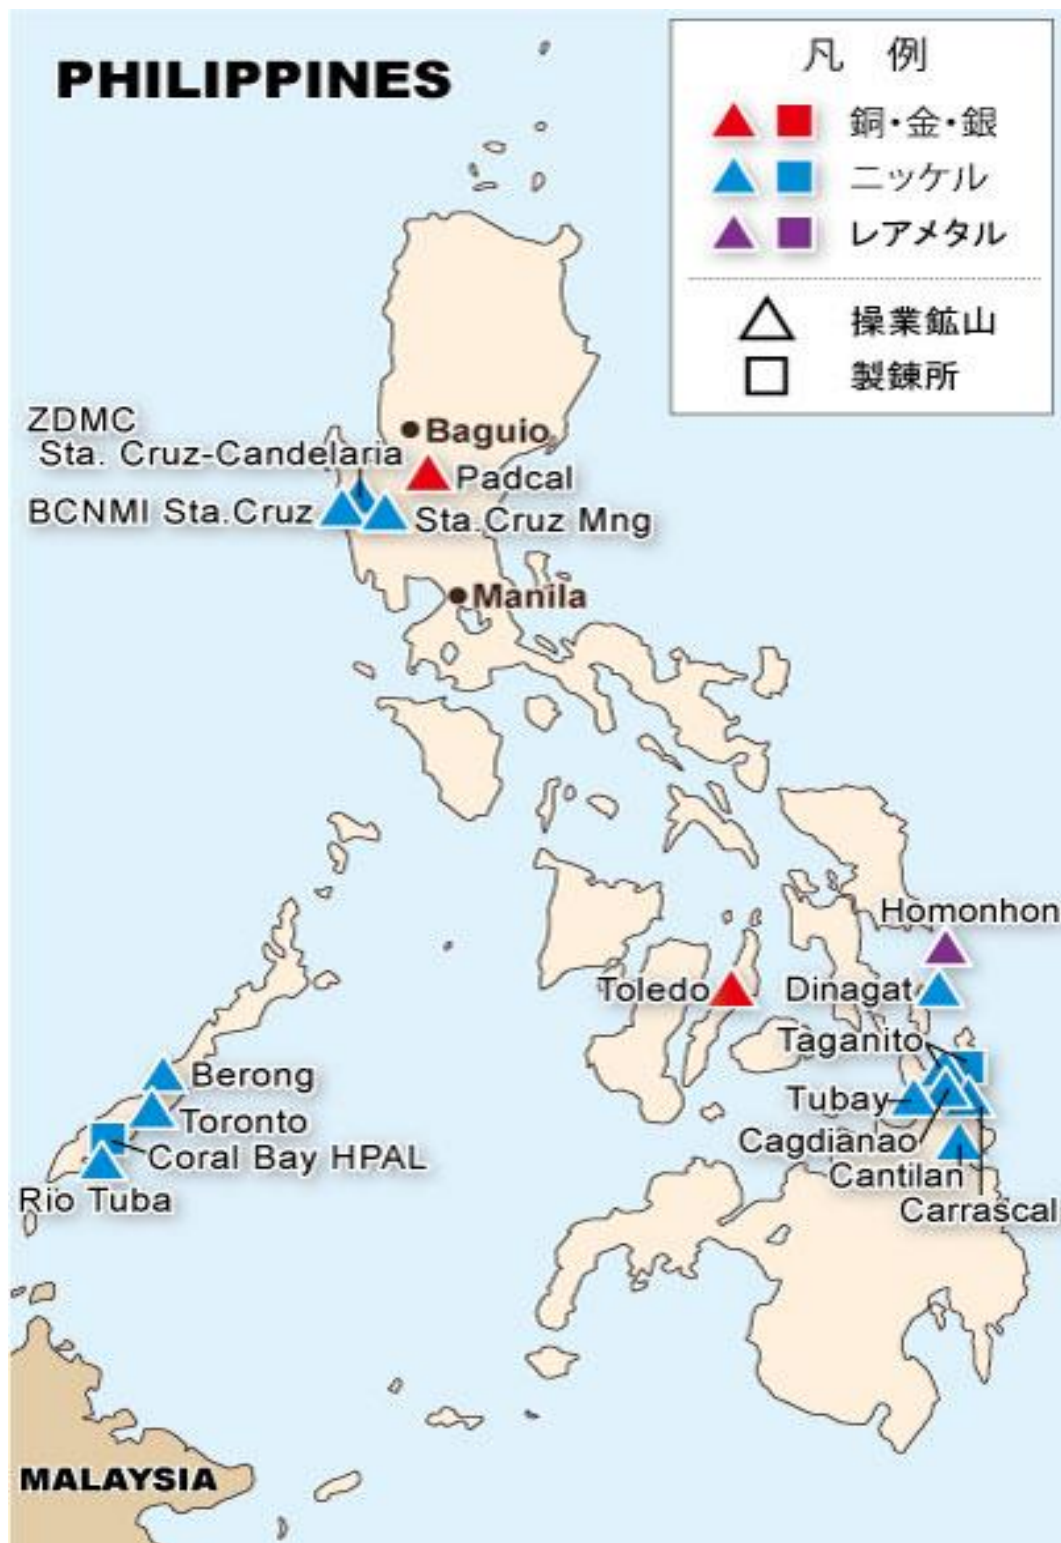 PHILIPPINES
凡 例
銅・金・銀
ニッケル
レアメタル
操業鉱山
製錬所
ZDMC
Sta. Cruz-Candelaria
Baguio
Padcal
BCNMI Sta.Cruz
Sta.Cruz Mng
Manila
Homonhon
Toledo
Dinagat
Taganito
Berong
Tubay
Toronto
Cagdianao
Coral Bay HPAL
Cantilan
Rio Tuba
Carrascal
MALAYSIA